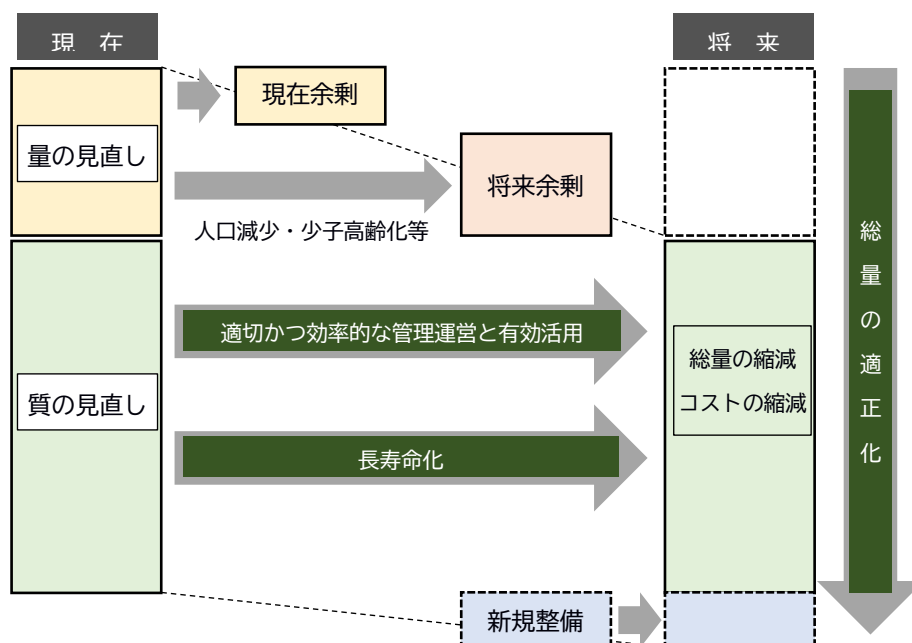 現 在
将 来
現在余剰
量の見直し
将来余剰
人口減少・少子高齢化等
適切かつ効率的な管理運営と有効活用
質の見直し
総量の縮減
コストの縮減
長寿命化
新規整備
総量の適正化